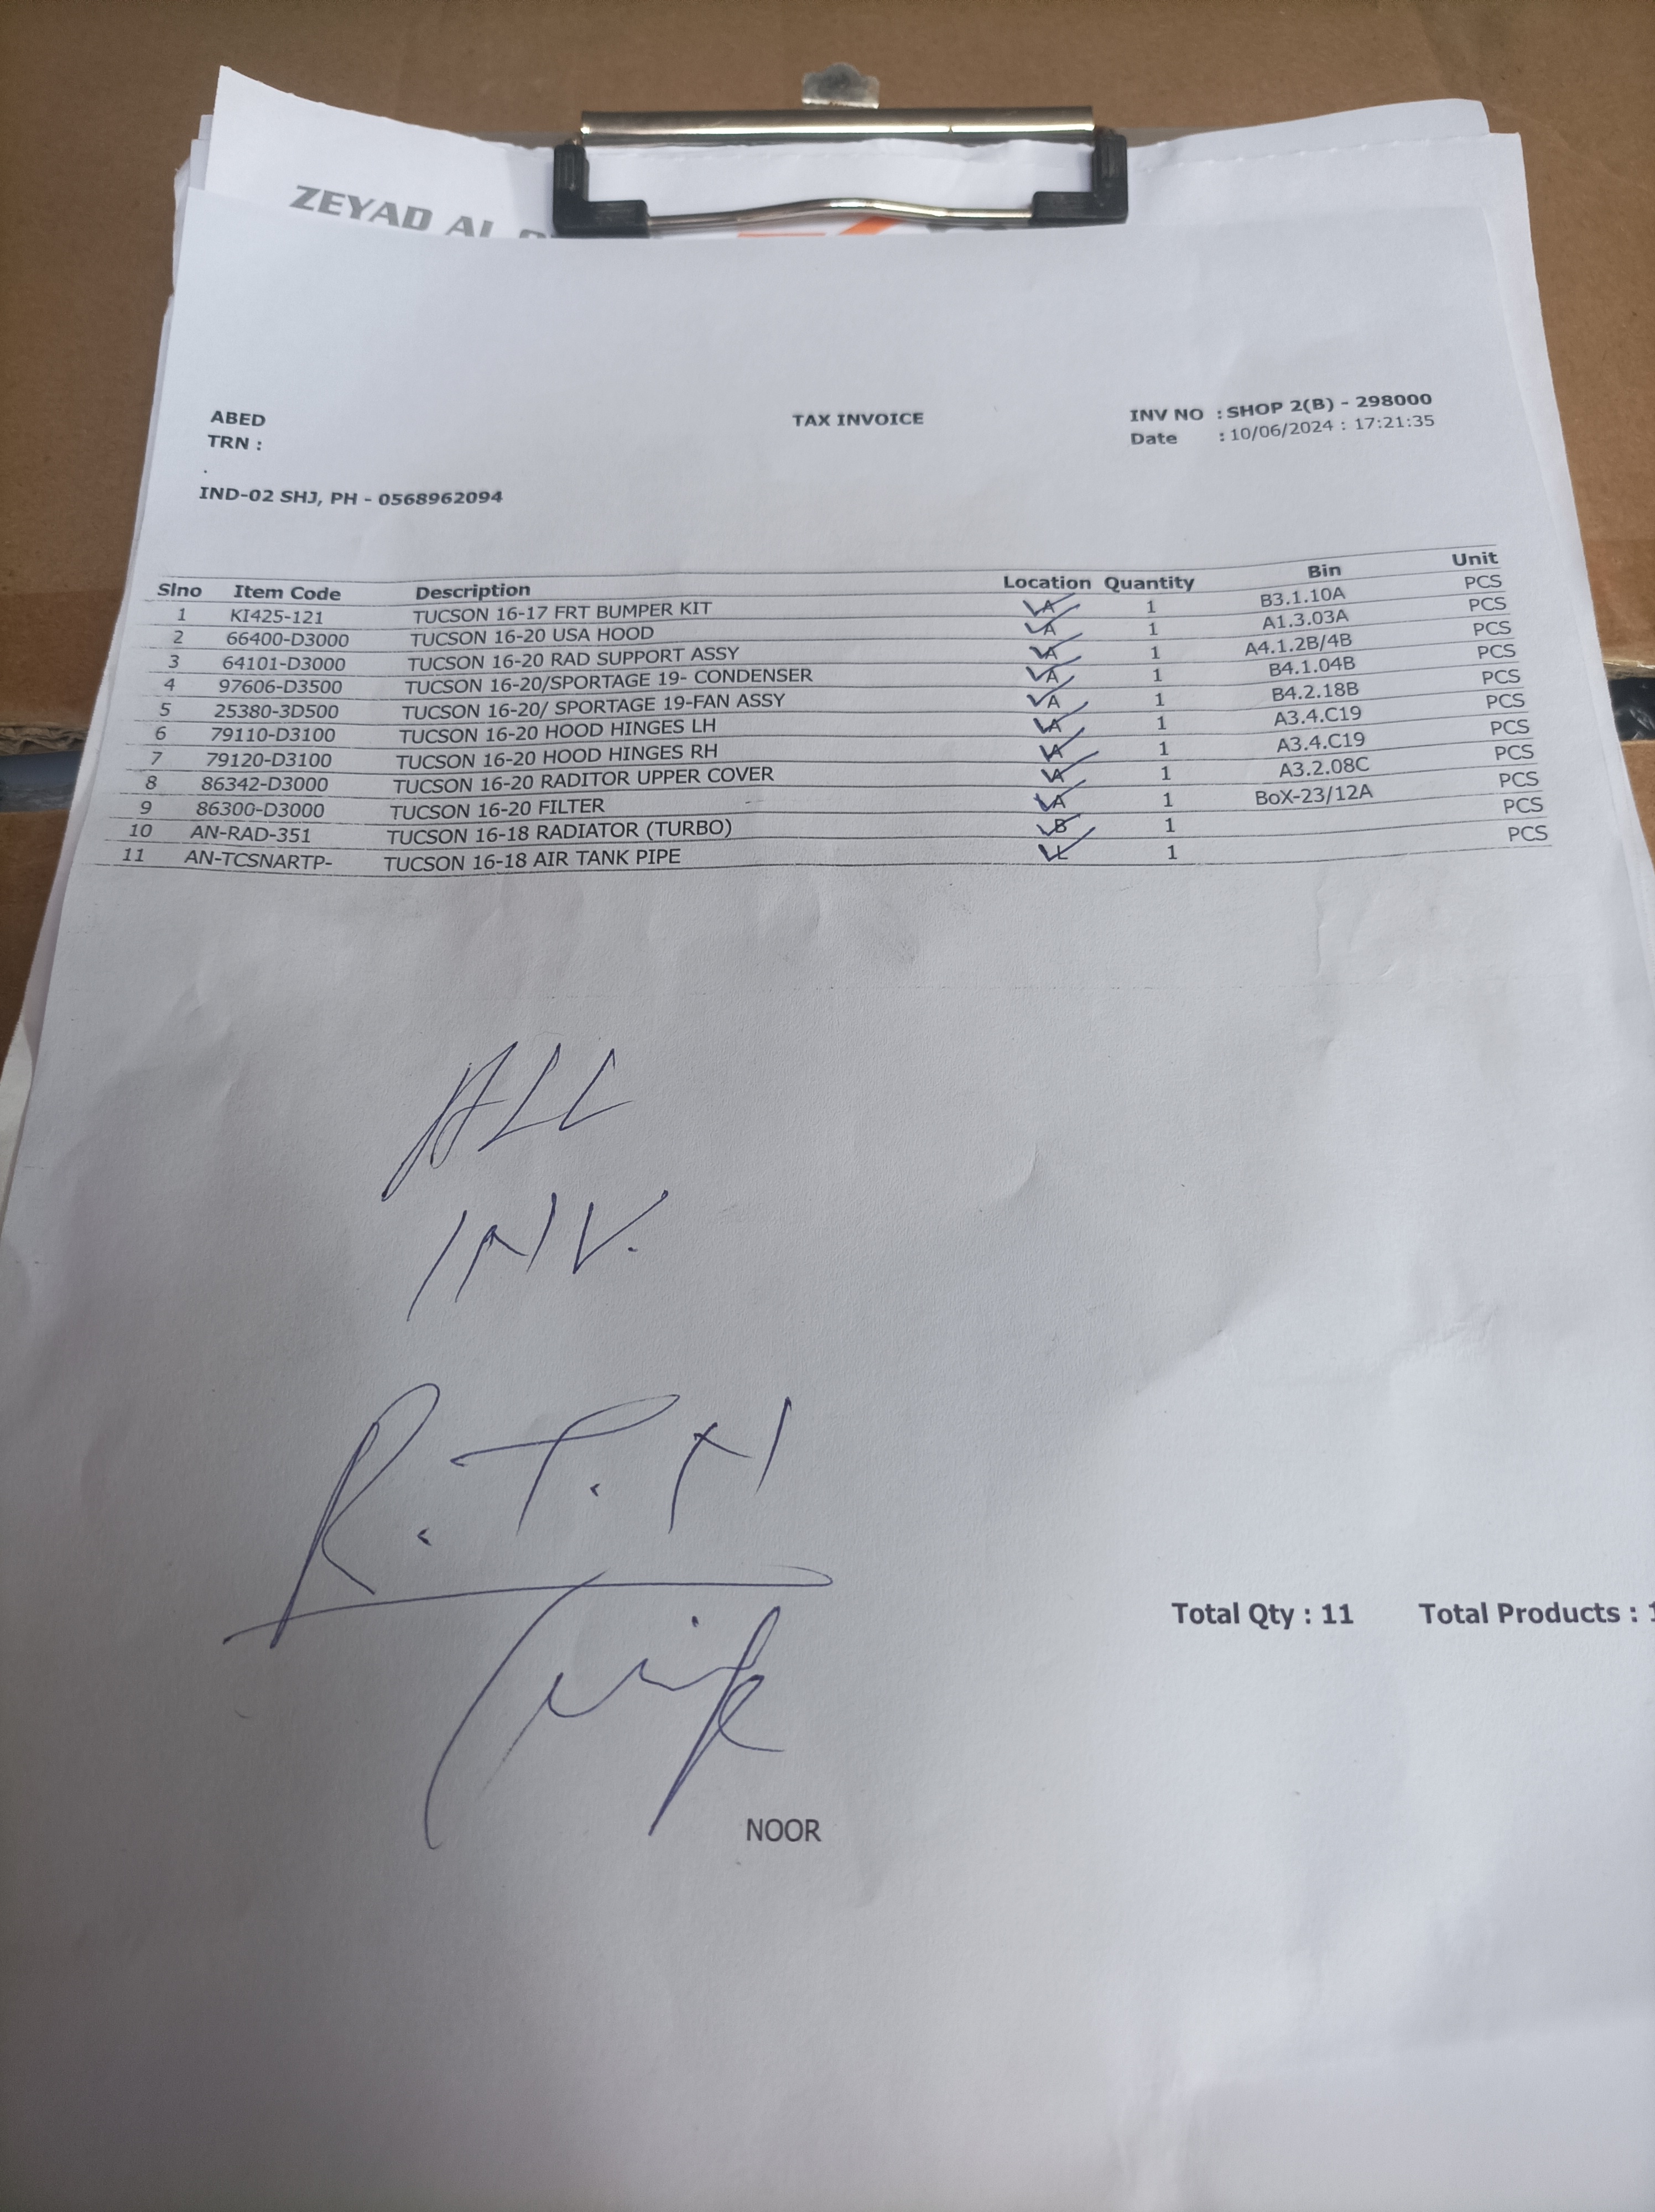 ZEYAD AL
ABED
TAX INVOICE
INV NO : SHOP 2(B) - 298000
TRN :
Date : 10/06/2024 : 17:21:35
.
IND-02 SHJ, PH - 0568962094
Slno Item Code Description Location Quantity Bin Unit
1 KI425-121 TUCSON 16-17 FRT BUMPER KIT A 1 B3.1.10A PCS
2 66400-D3000 TUCSON 16-20 USA HOOD A 1 A1.3.03A PCS
3 64101-D3000 TUCSON 16-20 RAD SUPPORT ASSY A 1 A4.1.2B/4B PCS
4 97606-D3500 TUCSON 16-20/SPORTAGE 19- CONDENSER A 1 B4.1.04B PCS
5 25380-3D500 TUCSON 16-20/ SPORTAGE 19-FAN ASSY A 1 B4.2.18B PCS
6 79110-D3100 TUCSON 16-20 HOOD HINGES LH A 1 A3.4.C19 PCS
7 79120-D3100 TUCSON 16-20 HOOD HINGES RH A 1 A3.4.C19 PCS
8 86342-D3000 TUCSON 16-20 RADITOR UPPER COVER A 1 A3.2.08C PCS
9 86300-D3000 TUCSON 16-20 FILTER A 1 BoX-23/12A PCS
10 AN-RAD-351 TUCSON 16-18 RADIATOR (TURBO) B 1 PCS
11 AN-TCSNARTP- TUCSON 16-18 AIR TANK PIPE L 1 PCS
ALL
INV.
R.T.N
Total Qty : 11 Total Products : 1
NOOR